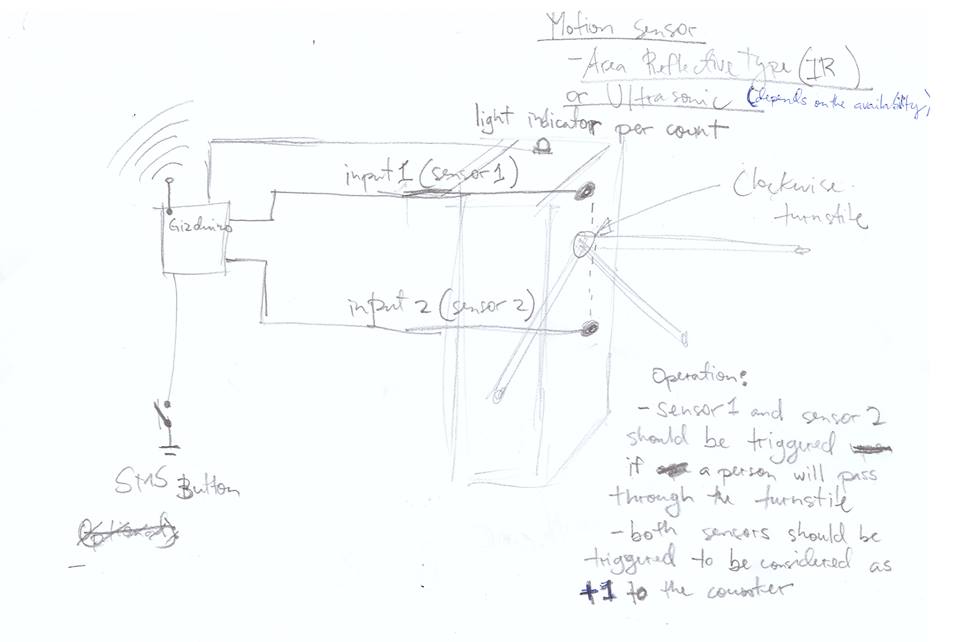 Motion sensor
- Area Reflective type (IR)
or Ultrasonic (depends on the availability)
light indicator per count
input 1 (sensor 1)
Clockwise
turnstile
Gizduino
input 2 (sensor 2)
Operation:
- sensor 1 and sensor 2
should be triggered
if a person will pass
through the turnstile
- both sensors should be
triggered to be considered as
+1 to the counter
SMS Button